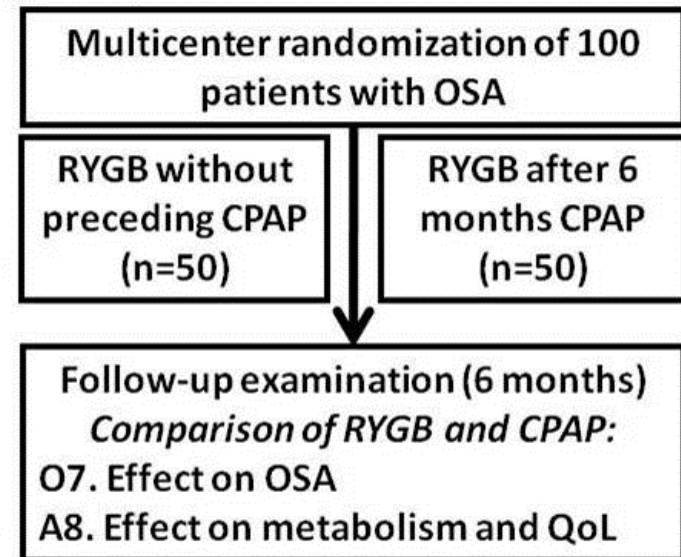 Multicenter randomization of 100
patients with OSA
RYGB without
preceding CPAP
(n=50)
RYGB after 6
months CPAP
(n=50)
Follow-up examination (6 months)
Comparison of RYGB and CPAP:
O7. Effect on OSA
A8. Effect on metabolism and QoL